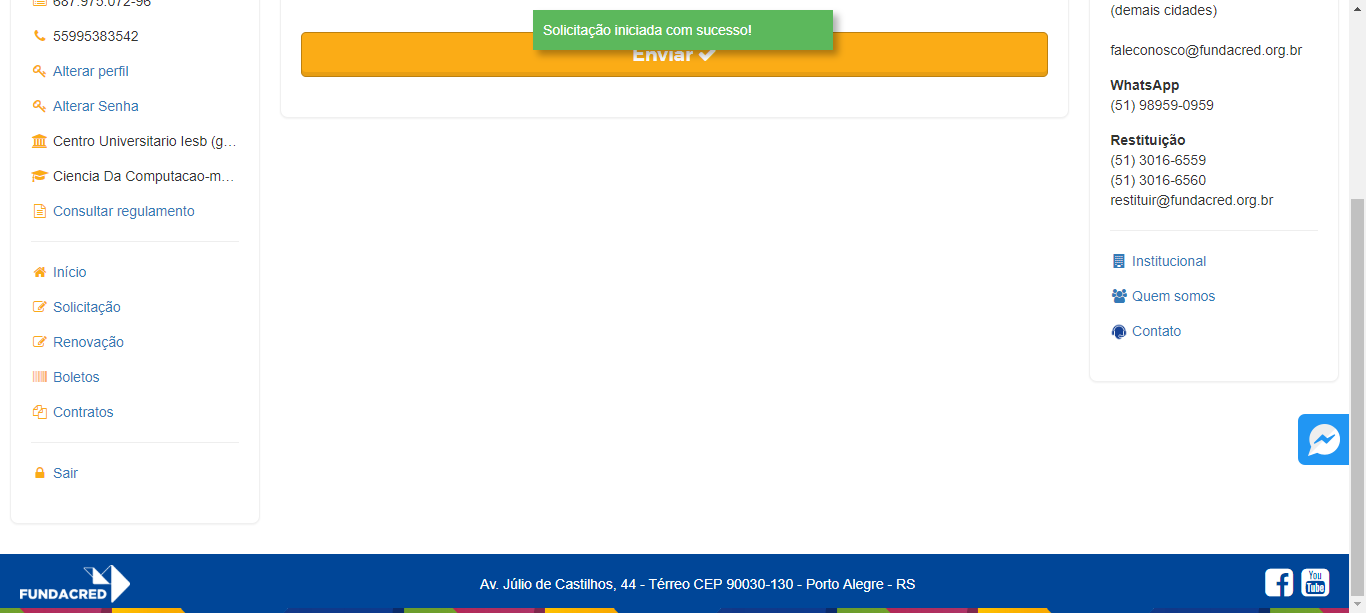 687.975.072-96
55995383542
Alterar perfil
Alterar Senha
Centro Universitario Iesb (g...
Ciencia Da Computacao-m...
Consultar regulamento
Início
Solicitação
Renovação
Boletos
Contratos
Sair
Solicitação iniciada com sucesso!
Enviar
(demais cidades)
faleconosco@fundacred.org.br
WhatsApp
(51) 98959-0959
Restituição
(51) 3016-6559
(51) 3016-6560
restituir@fundacred.org.br
Institucional
Quem somos
Contato
FUNDACRED
Av. Júlio de Castilhos, 44 - Térreo CEP 90030-130 - Porto Alegre - RS
You
Tube